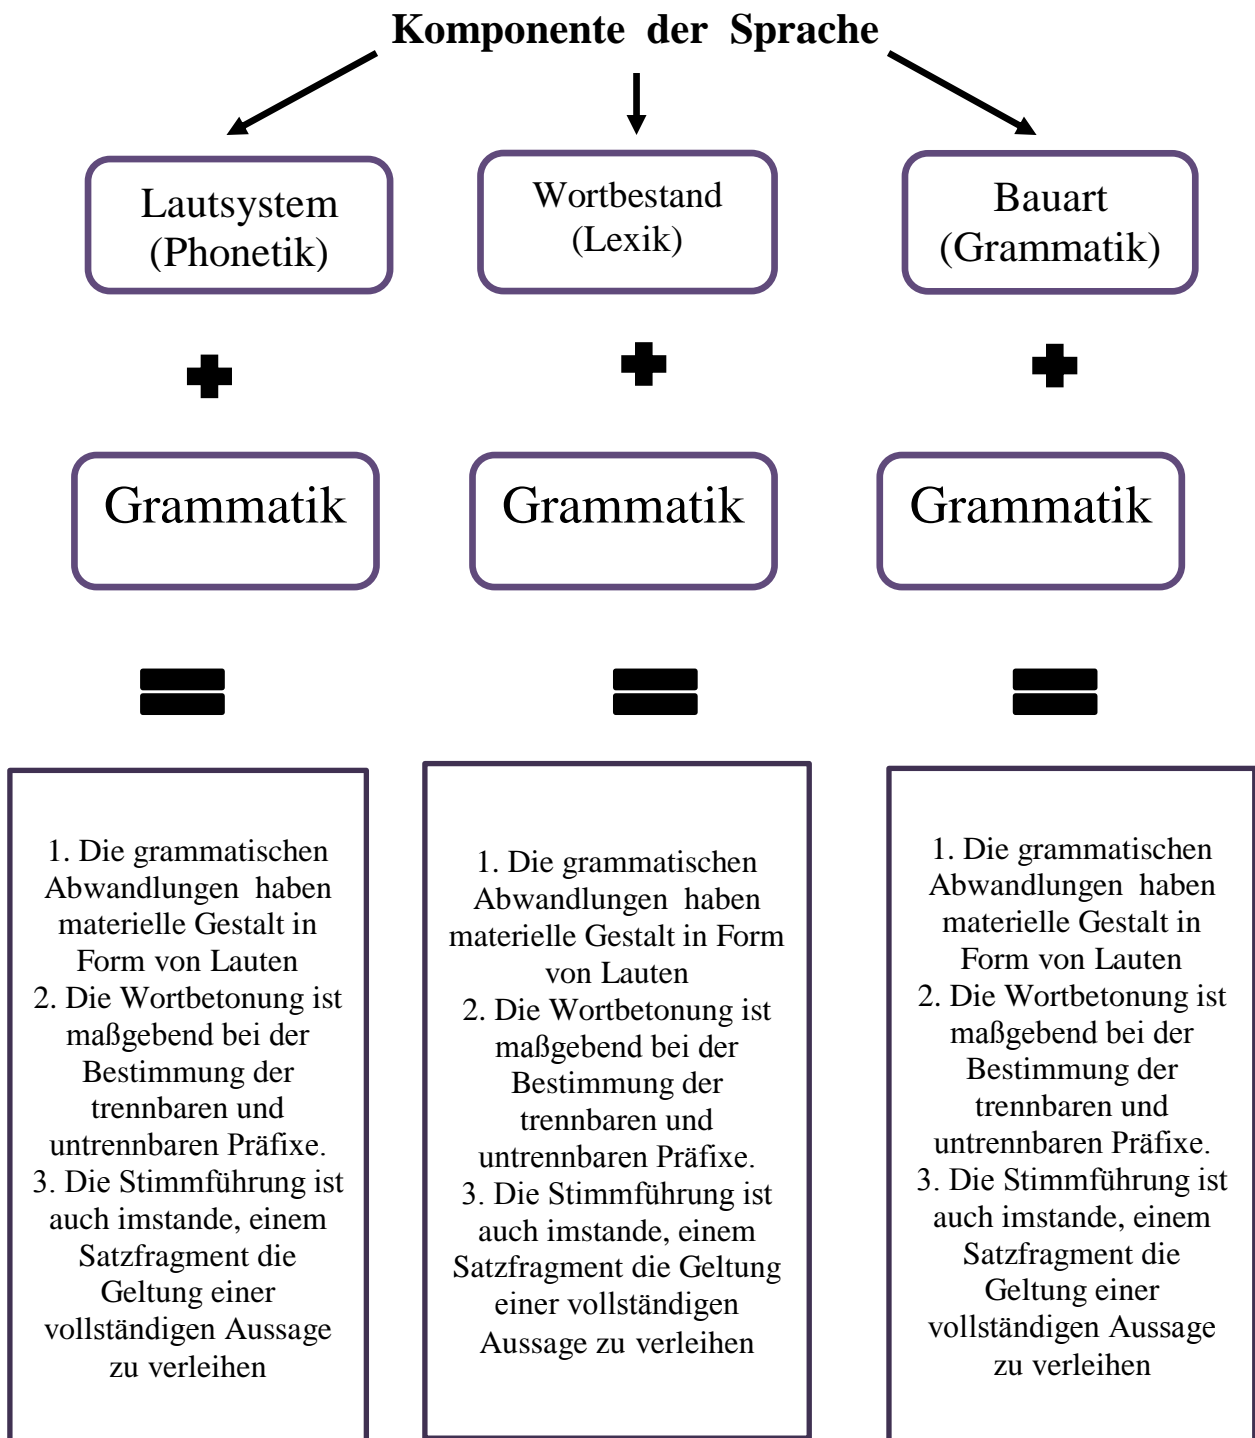 Komponente der Sprache
Lautsystem
(Phonetik)
Wortbestand
(Lexik)
Bauart
(Grammatik)
Grammatik
Grammatik
Grammatik
1. Die grammatischen
Abwandlungen haben
materielle Gestalt in
Form von Lauten
2. Die Wortbetonung ist
maßgebend bei der
Bestimmung der
trennbaren und
untrennbaren Präfixe.
3. Die Stimmführung ist
auch imstande, einem
Satzfragment die
Geltung einer
vollständigen Aussage
zu verleihen
1. Die grammatischen
Abwandlungen haben
materielle Gestalt in Form
von Lauten
2. Die Wortbetonung ist
maßgebend bei der
Bestimmung der
trennbaren und
untrennbaren Präfixe.
3. Die Stimmführung ist
auch imstande, einem
Satzfragment die Geltung
einer vollständigen
Aussage zu verleihen
1. Die grammatischen
Abwandlungen haben
materielle Gestalt in
Form von Lauten
2. Die Wortbetonung ist
maßgebend bei der
Bestimmung der
trennbaren und
untrennbaren Präfixe.
3. Die Stimmführung ist
auch imstande, einem
Satzfragment die
Geltung einer
vollständigen Aussage
zu verleihen